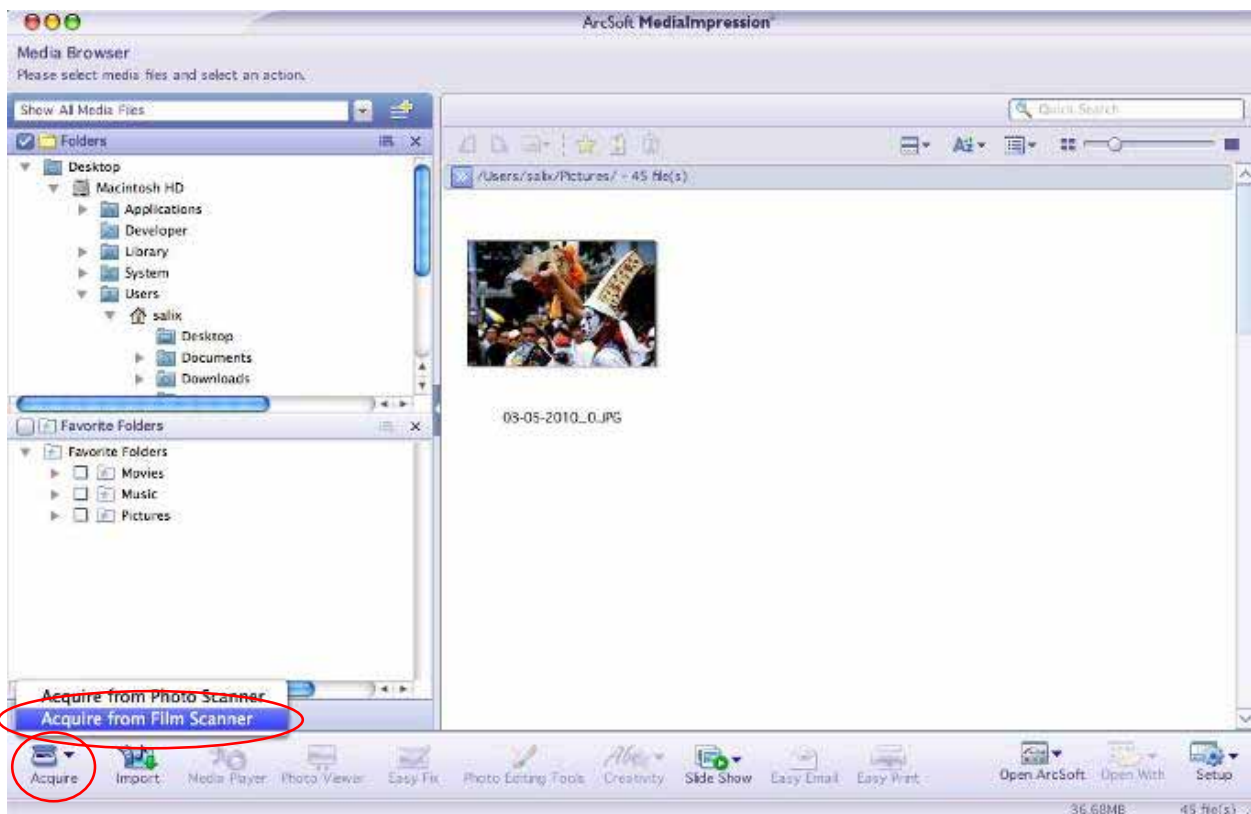 ArcSoft MediaImpression
Media Browser
Please select media files and select an action.
Show All Media Files
Quick Search
Folders
Desktop
Macintosh HD
Applications
Developer
Library
System
Users
salix
Desktop
Documents
Downloads
/Users/salix/Pictures/ - 45 file(s)
03-05-2010_0.JPG
Favorite Folders
Favorite Folders
Movies
Music
Pictures
Acquire from Photo Scanner
Acquire from Film Scanner
Acquire Import Media Player Photo Viewer Easy Fix Photo Editing Tools Creativity Slide Show Easy Email Easy Print Open ArcSoft Open With Setup
36.68MB 45 file(s)